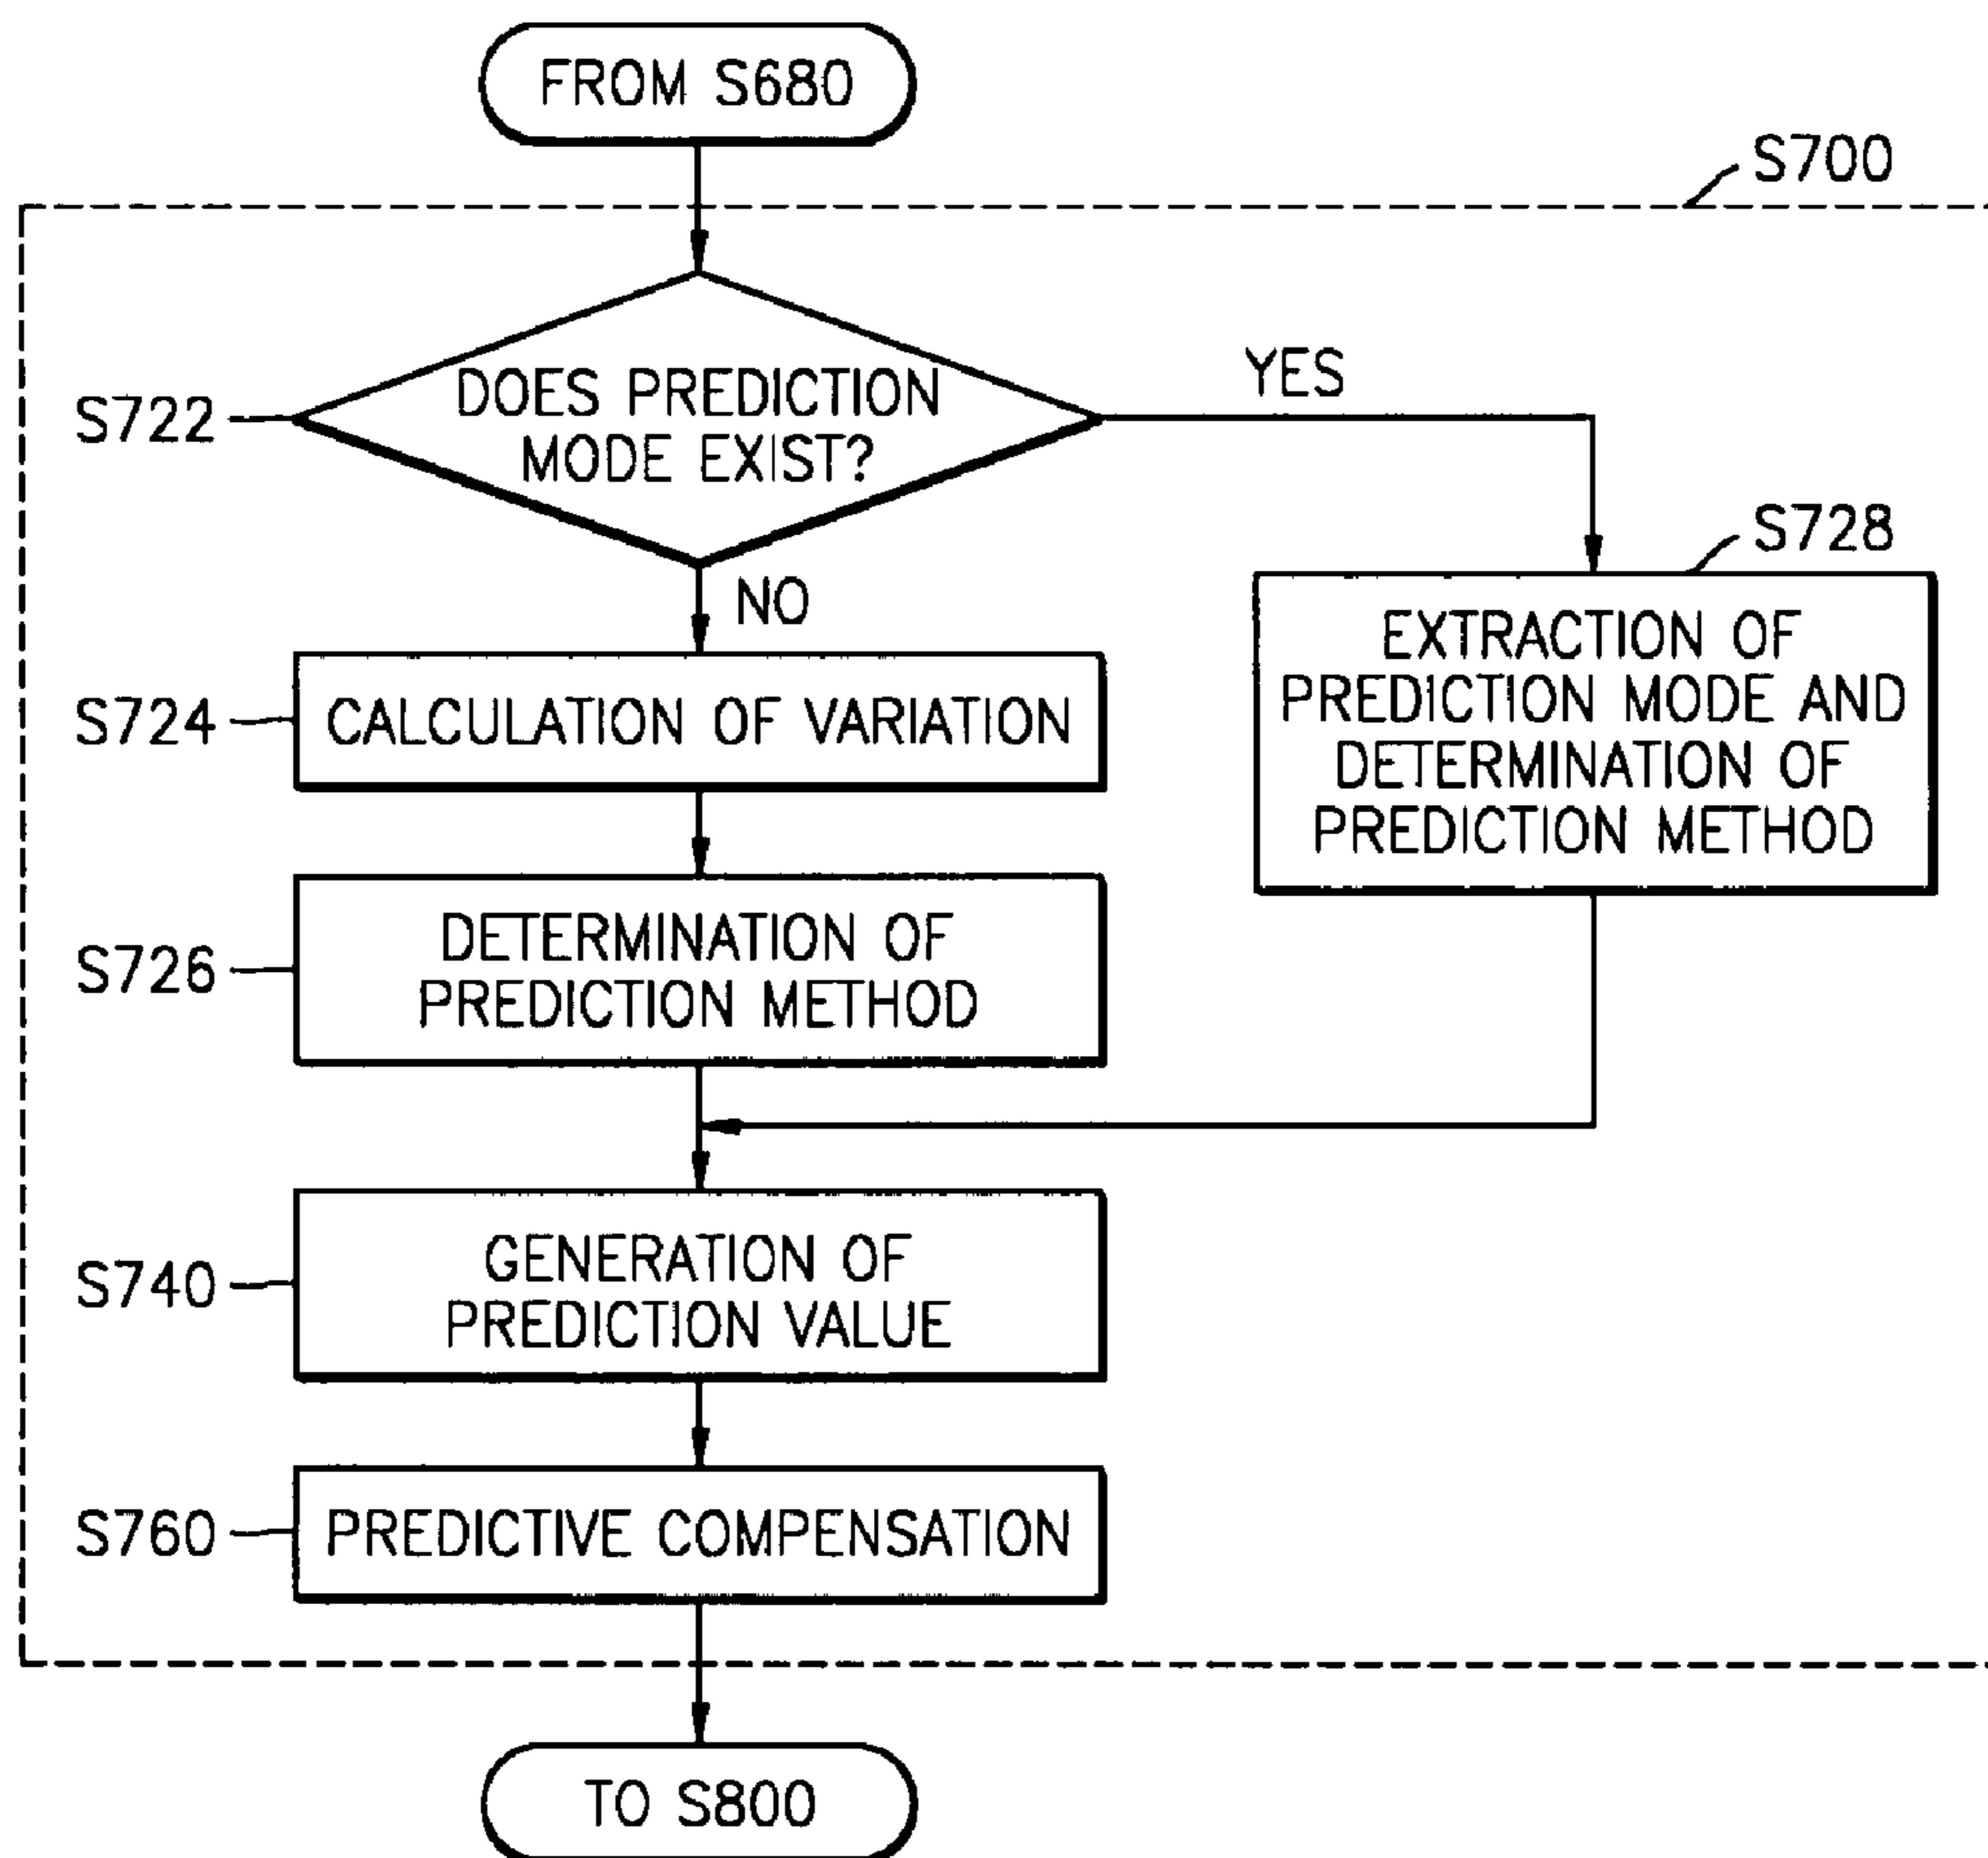 FROM S680
S700
S722
DOES PREDICTION
MODE EXIST?
YES
NO
S728
EXTRACTION OF
PREDICTION MODE AND
DETERMINATION OF
PREDICTION METHOD
S724
CALCULATION OF VARIATION
S726
DETERMINATION OF
PREDICTION METHOD
S740
GENERATION OF
PREDICTION VALUE
S760
PREDICTIVE COMPENSATION
TO S800